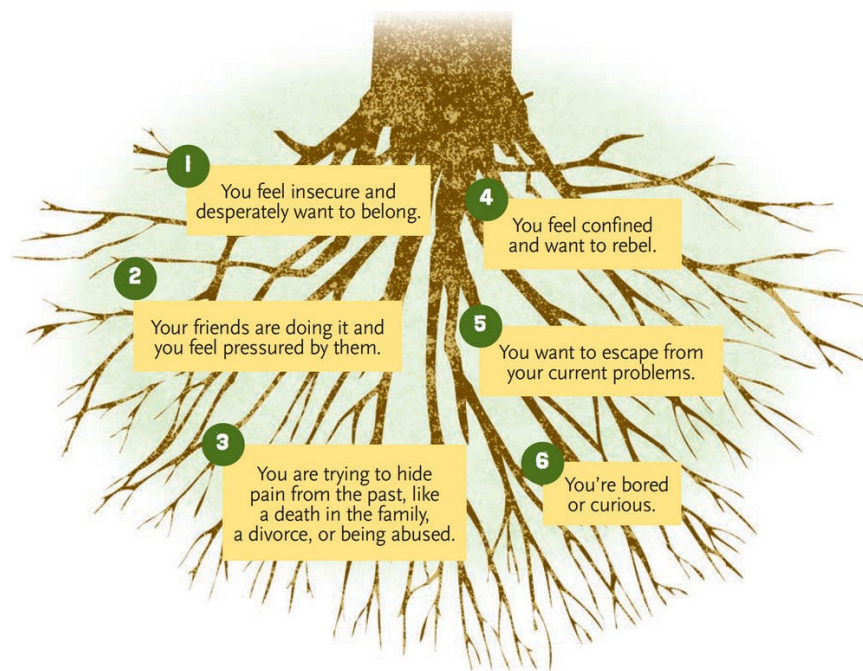 1
You feel insecure and
desperately want to belong.
2
Your friends are doing it and
you feel pressured by them.
3
You are trying to hide
pain from the past, like
a death in the family,
a divorce, or being abused.
4
You feel confined
and want to rebel.
5
You want to escape from
your current problems.
6
You’re bored
or curious.